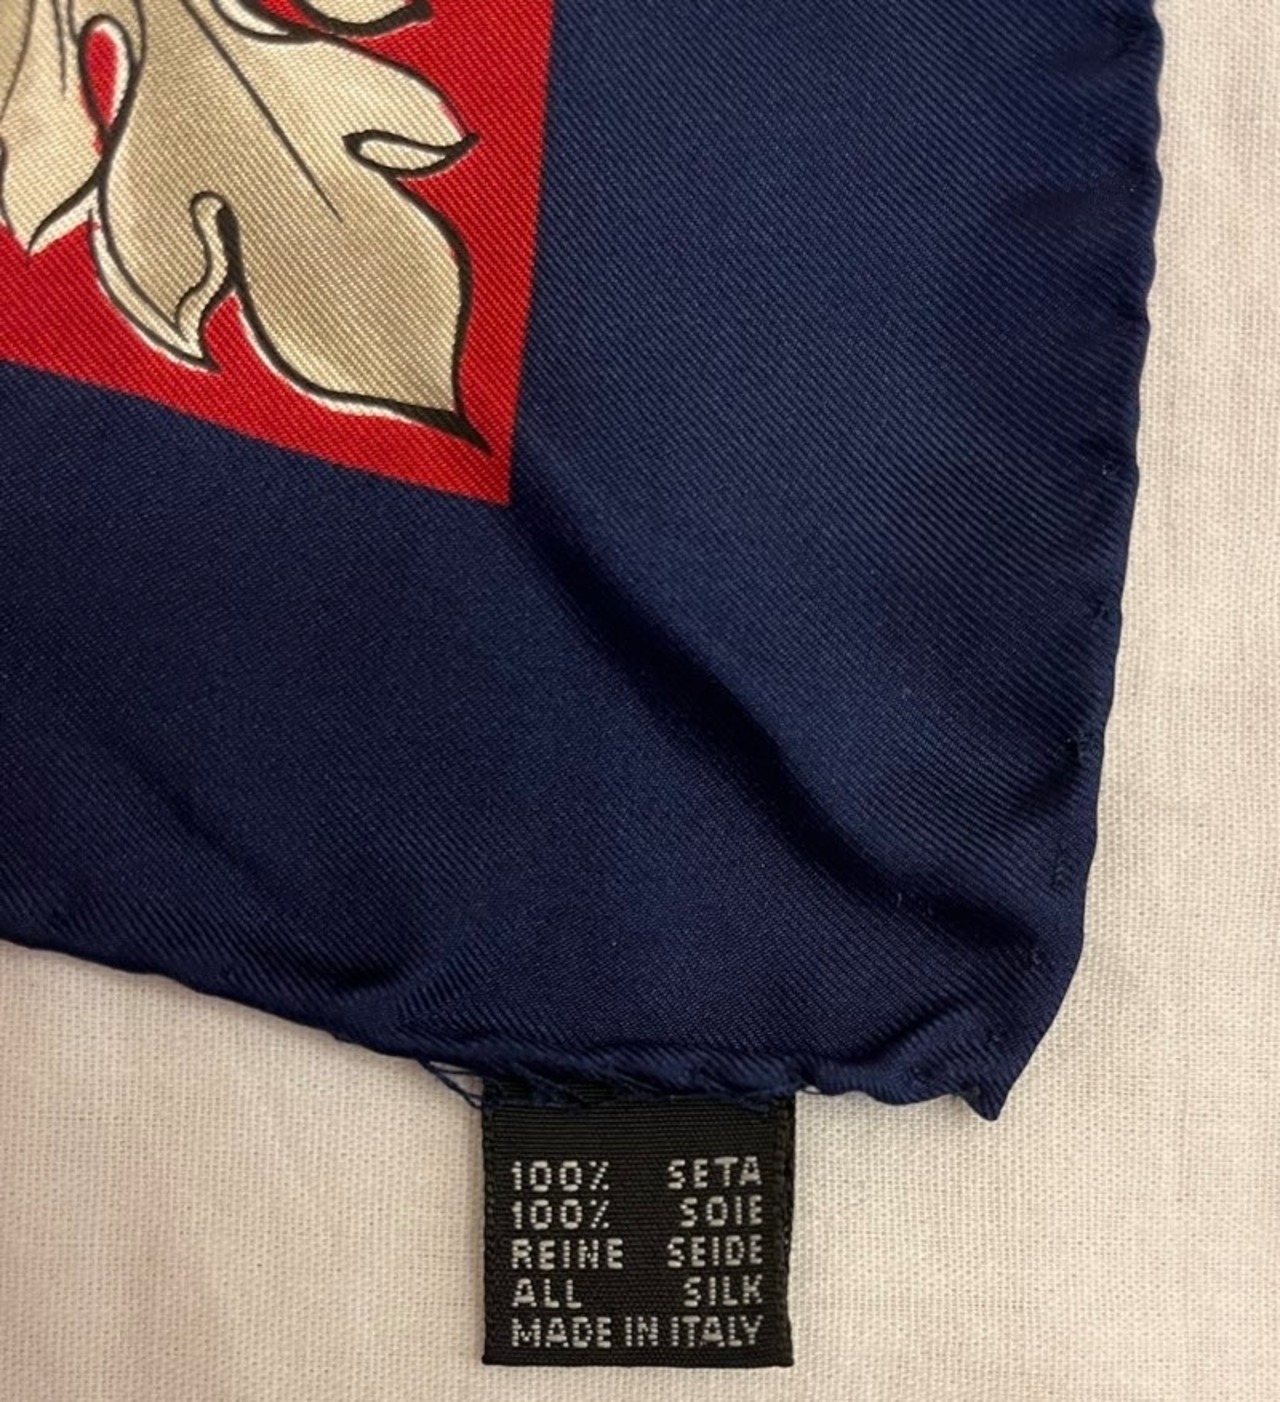 100% SETA
100% SOIE
REINE SEIDE
ALL SILK
MADE IN ITALY